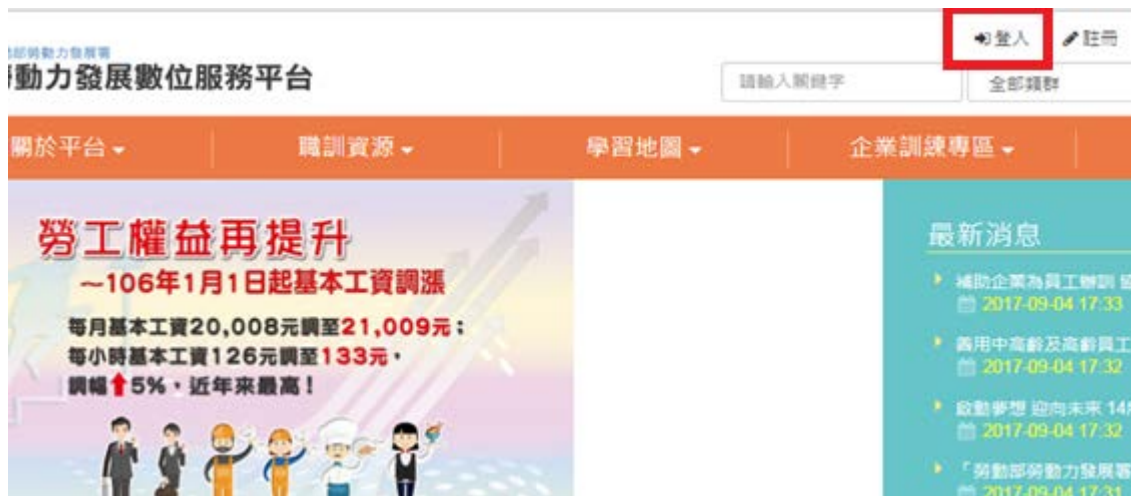 登入 註冊
動力發展數位服務平台
請輸入關鍵字 全部類群
關於平台 職訓資源 學習地圖 企業訓練專區
勞工權益再提升
～106年1月1日起基本工資調漲
每月基本工資20,008元調至21,009元；
每小時基本工資126元調至133元，
調幅5%，近年來最高！
最新消息
補助企業為員工辦訓
2017-09-04 17:33
善用中高齡及高齡員工
2017-09-04 17:32
啟動夢想 迎向未來 14
2017-09-04 17:32
「勞動部勞動力發展署
2017-09-04 17:31